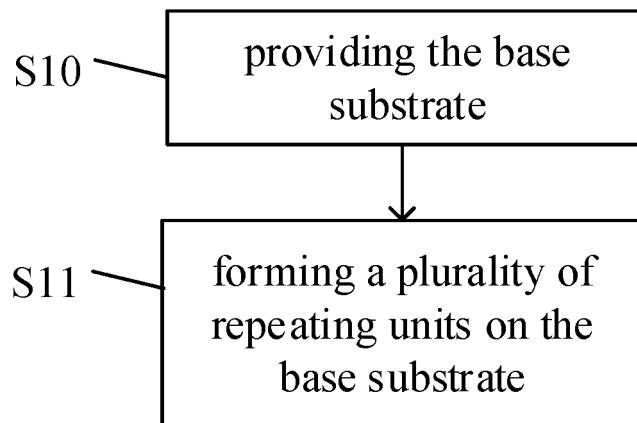 S10
providing the base
substrate
S11
forming a plurality of
repeating units on the
base substrate